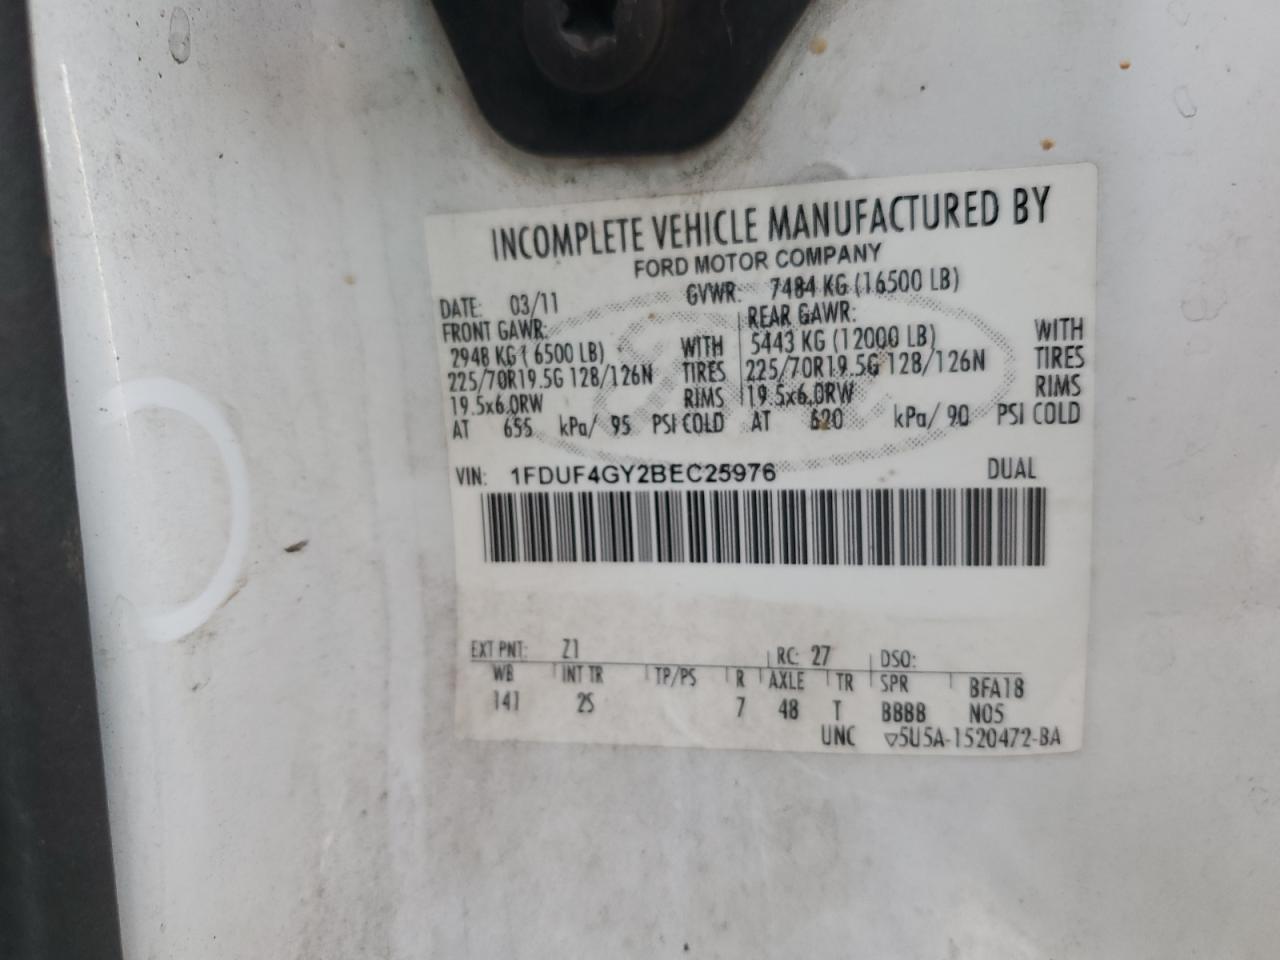 INCOMPLETE VEHICLE MANUFACTURED BY
FORD MOTOR COMPANY
DATE: 03/11 GVWR: 7484 KG (16500 LB)
FRONT GAWR: REAR GAWR:
2948 KG ( 6500 LB) WITH 5443 KG (12000 LB) WITH
225/70R19.5G 128/126N TIRES 225/70R19.5G 128/126N TIRES
19.5x6.0RW RIMS 19.5x6.0RW RIMS
AT 655 kPa/ 95 PSI COLD AT 620 kPa/ 90 PSI COLD
VIN: 1FDUF4GY2BEC25976 DUAL
EXT PNT: Z1 RC: 27 DSO:
WB INT TR TP/PS R AXLE TR SPR BFA18
141 2S 7 48 T BBBB N05
UNC ▽5U5A-1520472-BA